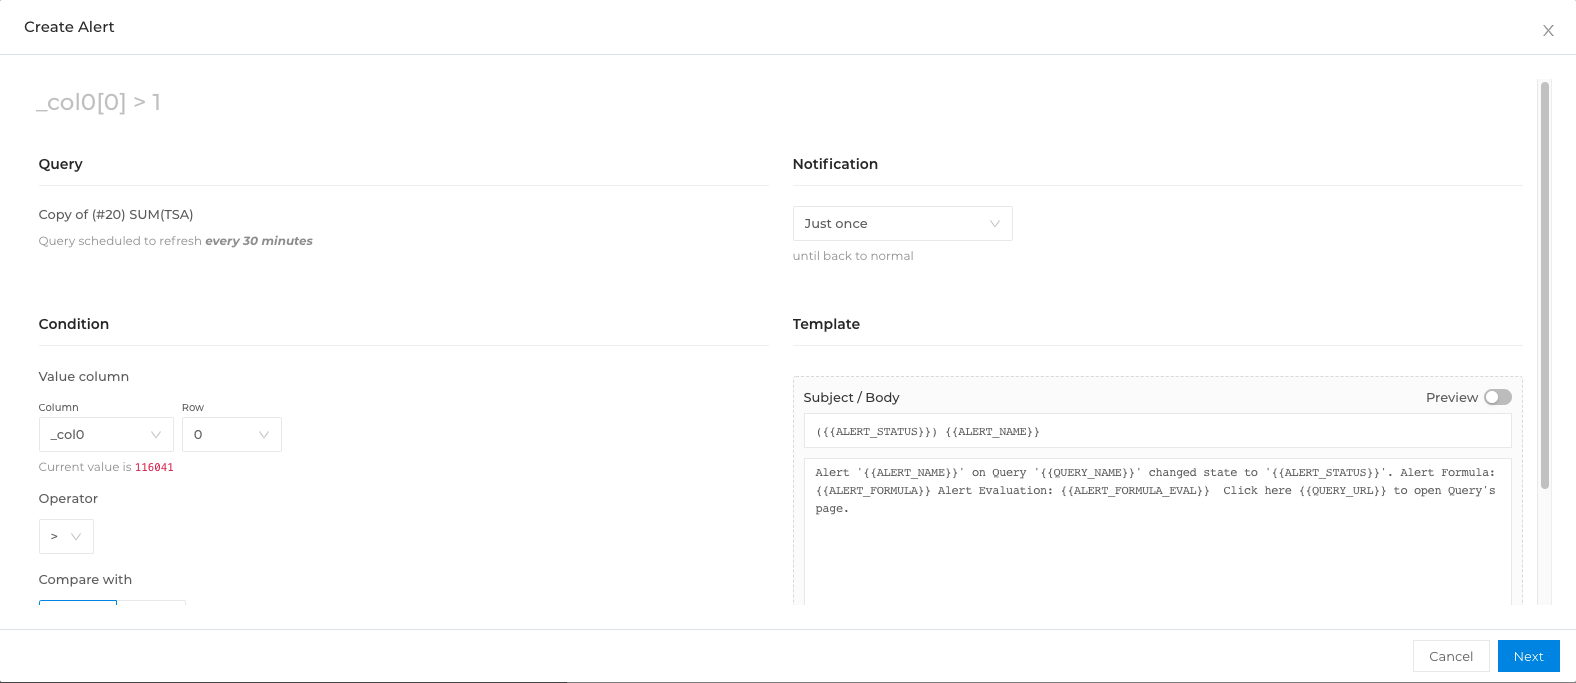 Create Alert
_col0[0] > 1
Query
Copy of (#20) SUM(TSA)
Query scheduled to refresh every 30 minutes
Notification
Just once
until back to normal
Condition
Value column
Column Row
_col0 0
Current value is 116041
Operator
>
Compare with
Template
Subject / Body Preview
({{ALERT_STATUS}}) {{ALERT_NAME}}
Alert '{{ALERT_NAME}}' on Query '{{QUERY_NAME}}' changed state to '{{ALERT_STATUS}}'. Alert Formula:
{{ALERT_FORMULA}} Alert Evaluation: {{ALERT_FORMULA_EVAL}}  Click here {{QUERY_URL}} to open Query's
page.
Cancel Next